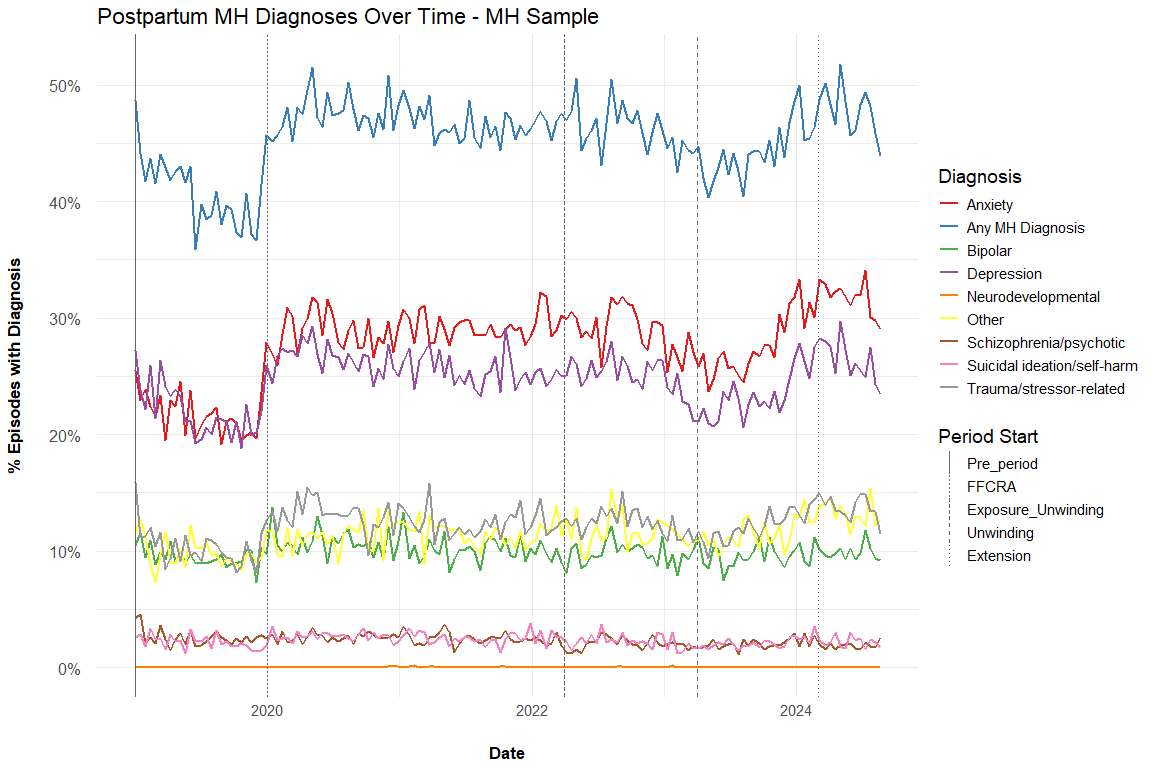 Postpartum MH Diagnoses Over Time - MH Sample
% Episodes with Diagnosis
50%
40%
30%
20%
10%
0%
2020
2022
2024
Date
Diagnosis
Anxiety
Any MH Diagnosis
Bipolar
Depression
Neurodevelopmental
Other
Schizophrenia/psychotic
Suicidal ideation/self-harm
Trauma/stressor-related
Period Start
Pre_period
FFCRA
Exposure_Unwinding
Unwinding
Extension